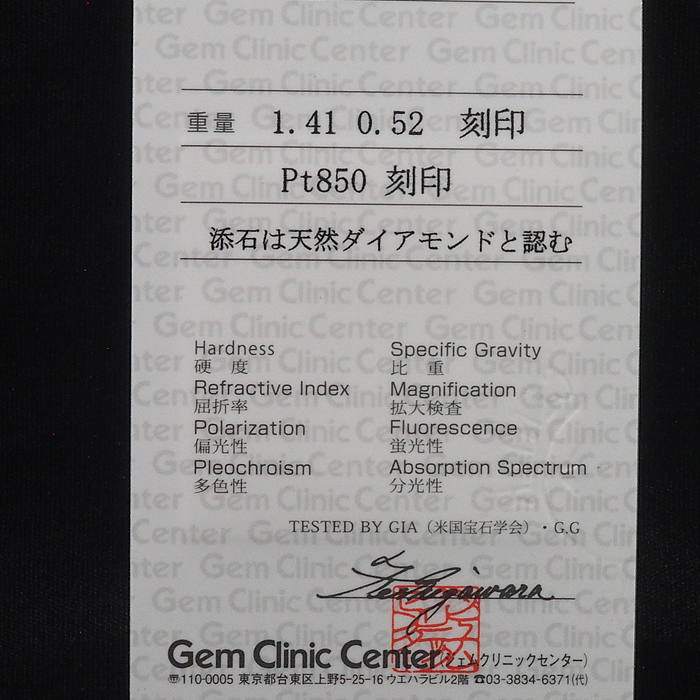 重量 1.41 0.52 刻印
Pt850 刻印
添石は天然ダイアモンドと認む
Hardness Specific Gravity
硬 度 比 重
Refractive Index Magnification
屈折率 拡大検査
Polarization Fluorescence
偏光性 蛍光性
Pleochroism Absorption Spectrum
多色性 分光性
TESTED BY GIA（米国宝石学会）・G.G
Gem Clinic Center（ジェムクリニックセンター）
〠110-0005 東京都台東区上野5-25-16 ウエハラビル2階 ☎03-3834-6371(代)